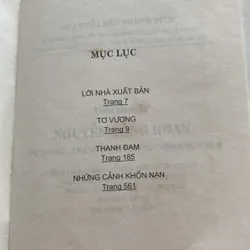 MỤC LỤC
LỜI NHÀ XUẤT BẢN
Trang 7
TƠ VƯƠNG
Trang 9
THANH ĐẠM
Trang 185
NHỮNG CẢNH KHỐN NẠN
Trang 561